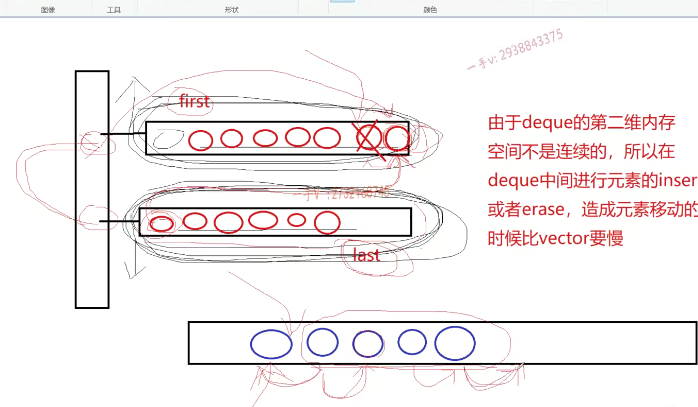 图像
工具
形状
颜色
一手v: 2938843375
first
由于deque的第二维内存
空间不是连续的，所以在
deque中间进行元素的inser
或者erase，造成元素移动的
时候比vector要慢
last